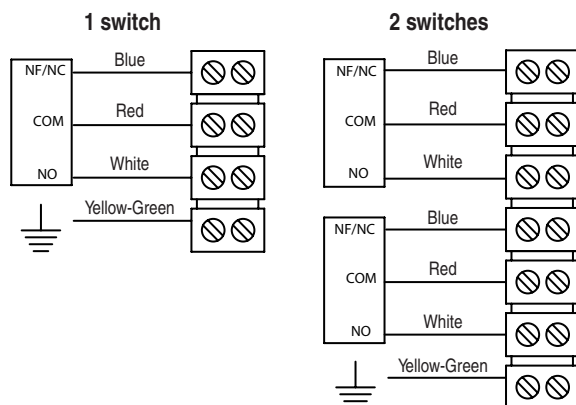 1 switch
NF/NC
Blue
COM
Red
NO
White
Yellow-Green
2 switches
NF/NC
Blue
COM
Red
NO
White
NF/NC
Blue
COM
Red
NO
White
Yellow-Green